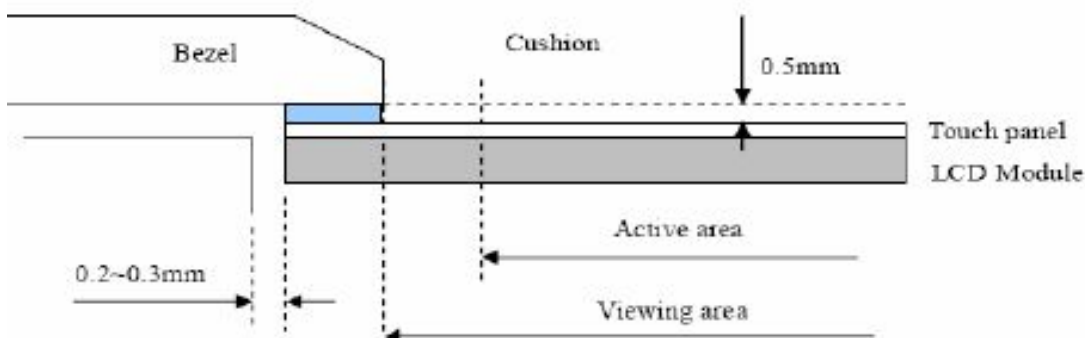 Cushion
Bezel
0.5mm
Touch panel
LCD Module
Active area
0.2~0.3mm
Viewing area